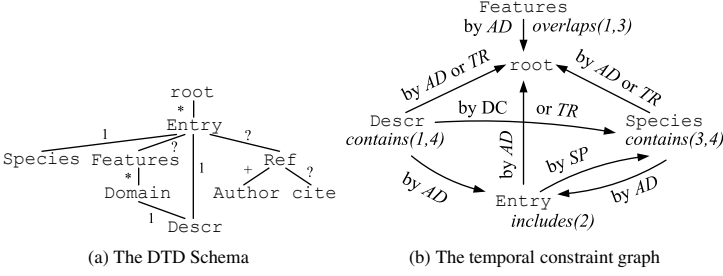 root
*
Entry
1
?
?
Species Features
1
Ref
*
+
?
Domain
Author cite
1
Descr
(a) The DTD Schema
Features
by AD
overlaps(1,3)
root
by AD or TR
by AD or TR
Descr
by DC
or TR
Species
contains(1,4)
contains(3,4)
by AD
by AD
by SP
by AD
Entry
includes(2)
(b) The temporal constraint graph